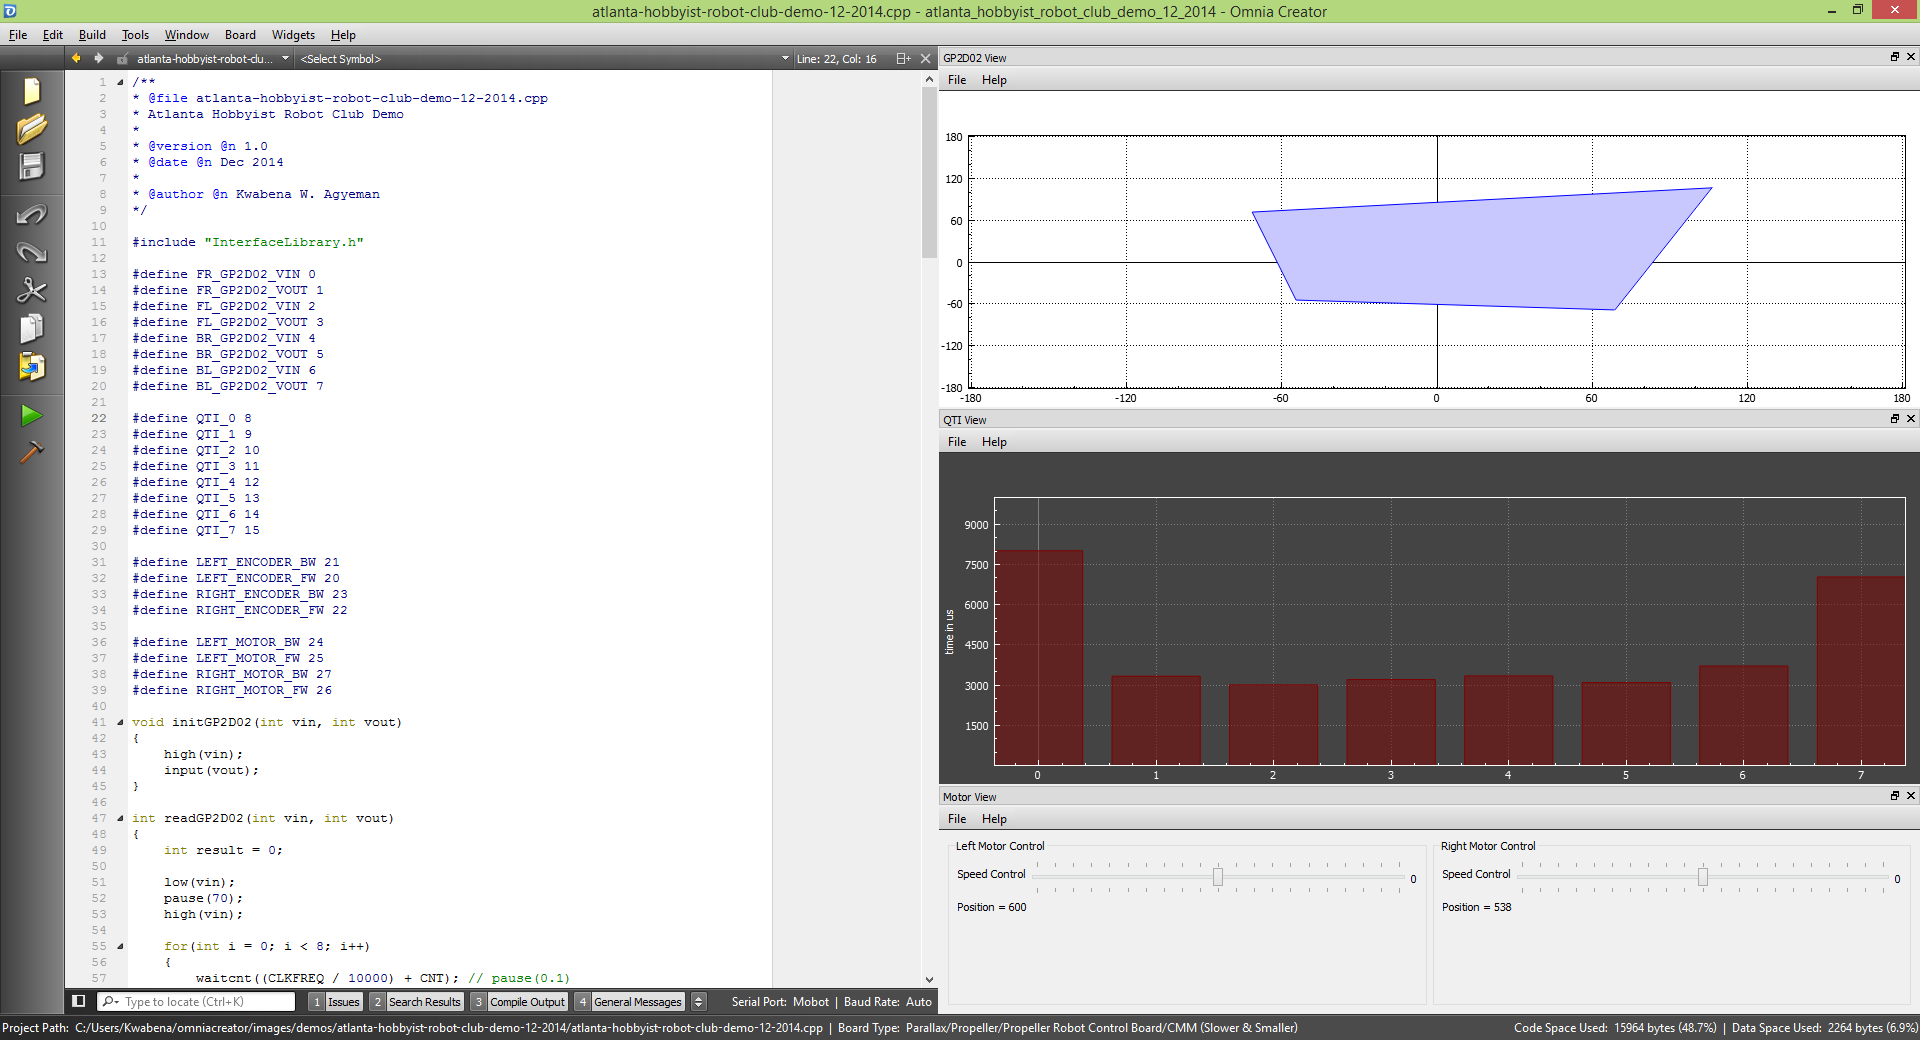 atlanta-hobbyist-robot-club-demo-12-2014.cpp - atlanta_hobbyist_robot_club_demo_12_2014 - Omnia Creator
File Edit Build Tools Window Board Widgets Help
atlanta-hobbyist-robot-clu... <Select Symbol> Line: 22, Col: 16
1 /**
2 * @file atlanta-hobbyist-robot-club-demo-12-2014.cpp
3 * Atlanta Hobbyist Robot Club Demo
4 *
5 * @version @n 1.0
6 * @date @n Dec 2014
7 *
8 * @author @n Kwabena W. Agyeman
9 */
10
11 #include "InterfaceLibrary.h"
12
13 #define FR_GP2D02_VIN 0
14 #define FR_GP2D02_VOUT 1
15 #define FL_GP2D02_VIN 2
16 #define FL_GP2D02_VOUT 3
17 #define BR_GP2D02_VIN 4
18 #define BR_GP2D02_VOUT 5
19 #define BL_GP2D02_VIN 6
20 #define BL_GP2D02_VOUT 7
21
22 #define QTI_0 8
23 #define QTI_1 9
24 #define QTI_2 10
25 #define QTI_3 11
26 #define QTI_4 12
27 #define QTI_5 13
28 #define QTI_6 14
29 #define QTI_7 15
30
31 #define LEFT_ENCODER_BW 21
32 #define LEFT_ENCODER_FW 20
33 #define RIGHT_ENCODER_BW 23
34 #define RIGHT_ENCODER_FW 22
35
36 #define LEFT_MOTOR_BW 24
37 #define LEFT_MOTOR_FW 25
38 #define RIGHT_MOTOR_BW 27
39 #define RIGHT_MOTOR_FW 26
40
41 void initGP2D02(int vin, int vout)
42 {
43 high(vin);
44 input(vout);
45 }
46
47 int readGP2D02(int vin, int vout)
48 {
49 int result = 0;
50
51 low(vin);
52 pause(70);
53 high(vin);
54
55 for(int i = 0; i < 8; i++)
56 {
57 waitcnt((CLKFREQ / 10000) + CNT); // pause(0.1)
GP2D02 View
File Help
180
120
60
0
-60
-120
-180
-180 -120 -60 0 60 120 180
QTI View
File Help
9000
7500
6000
4500
3000
1500
time in us
0 1 2 3 4 5 6 7
Motor View
File Help
Left Motor Control
Speed Control 0
Position = 600
Right Motor Control
Speed Control 0
Position = 538
Type to locate (Ctrl+K) 1 Issues 2 Search Results 3 Compile Output 4 General Messages Serial Port: Mobot | Baud Rate: Auto
Project Path: C:/Users/Kwabena/omniacreator/images/demos/atlanta-hobbyist-robot-club-demo-12-2014/atlanta-hobbyist-robot-club-demo-12-2014.cpp | Board Type: Parallax/Propeller/Propeller Robot Control Board/CMM (Slower & Smaller) Code Space Used: 15964 bytes (48.7%) | Data Space Used: 2264 bytes (6.9%)